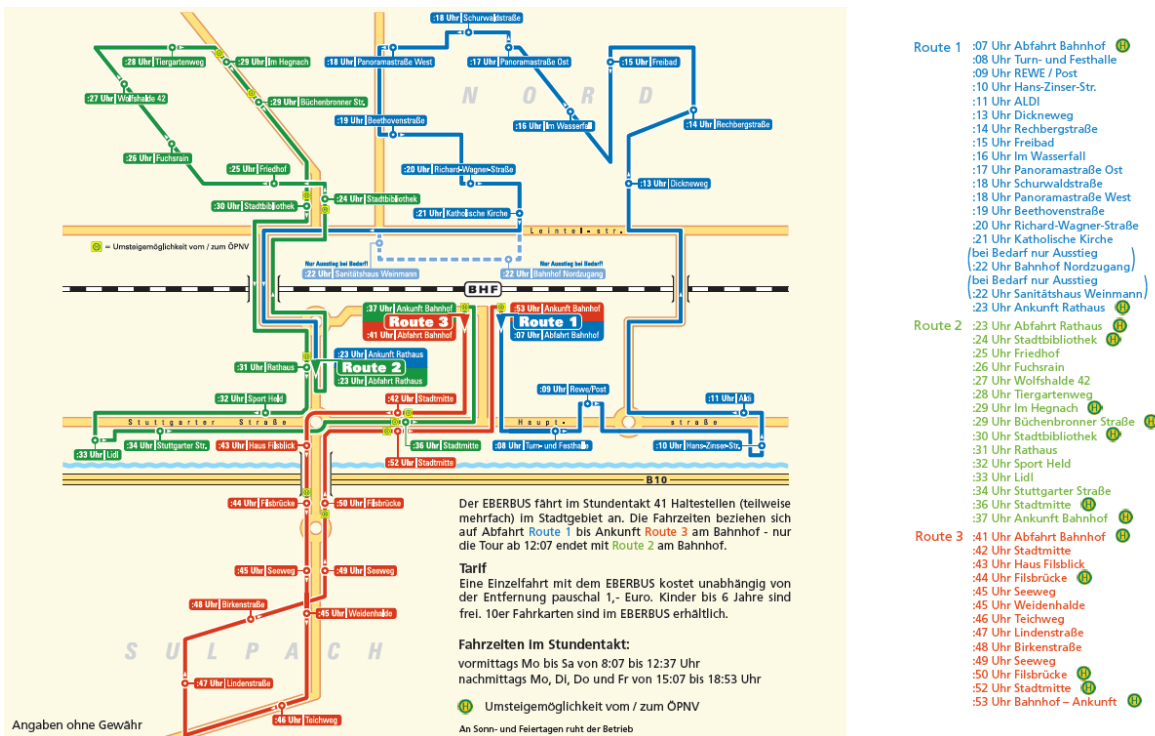 :18 Uhr Schurwaldstraße
:28 Uhr Tiergartenweg
:29 Uhr Im Hegnach
:18 Uhr Panoramastraße West
:17 Uhr Panoramastraße Ost
:15 Uhr Freibad
NORD
:27 Uhr Wolfshalde 42
:29 Uhr Büchenbronner Str.
:19 Uhr Beethovenstraße
:16 Uhr Im Wasserfall
:14 Uhr Rechbergstraße
:26 Uhr Fuchsrain
:25 Uhr Friedhof
:20 Uhr Richard-Wagner-Straße
:13 Uhr Dickneweg
:30 Uhr Stadtbibliothek
:24 Uhr Stadtbibliothek
:21 Uhr Katholische Kirche
Leintel-str.
= Umsteigemöglichkeit vom / zum ÖPNV
Nur Ausstieg bei Bedarf!
:22 Uhr Sanitätshaus Weinmann
Nur Ausstieg bei Bedarf!
:22 Uhr Bahnhof Nordzugang
BHF
:37 Uhr Ankunft Bahnhof
Route 3
:41 Uhr Abfahrt Bahnhof
:53 Uhr Ankunft Bahnhof
Route 1
:07 Uhr Abfahrt Bahnhof
:23 Uhr Ankunft Rathaus
Route 2
:23 Uhr Abfahrt Rathaus
:31 Uhr Rathaus
:32 Uhr Sport Held
:42 Uhr Stadtmitte
:09 Uhr Rewe/Post
:11 Uhr Aldi
Stuttgarter Straße
Haupt-straße
:33 Uhr Lidl
:34 Uhr Stuttgarter Str.
:43 Uhr Haus Filsblick
:36 Uhr Stadtmitte
:08 Uhr Turn- und Festhalle
:10 Uhr Hans-Zinser-Str.
:52 Uhr Stadtmitte
B10
:44 Uhr Filsbrücke
:50 Uhr Filsbrücke
:45 Uhr Seeweg
:49 Uhr Seeweg
:48 Uhr Birkenstraße
:45 Uhr Weidenhalde
SULPACH
:47 Uhr Lindenstraße
:46 Uhr Teichweg
Angaben ohne Gewähr
Der EBERBUS fährt im Stundentakt 41 Haltestellen (teilweise
mehrfach) im Stadtgebiet an. Die Fahrzeiten beziehen sich
auf Abfahrt Route 1 bis Ankunft Route 3 am Bahnhof - nur
die Tour ab 12:07 endet mit Route 2 am Bahnhof.
Tarif
Eine Einzelfahrt mit dem EBERBUS kostet unabhängig von
der Entfernung pauschal 1,- Euro. Kinder bis 6 Jahre sind
frei. 10er Fahrkarten sind im EBERBUS erhältlich.
Fahrzeiten im Stundentakt:
vormittags Mo bis Sa von 8:07 bis 12:37 Uhr
nachmittags Mo, Di, Do und Fr von 15:07 bis 18:53 Uhr
H Umsteigemöglichkeit vom / zum ÖPNV
An Sonn- und Feiertagen ruht der Betrieb
Route 1 :07 Uhr Abfahrt Bahnhof H
:08 Uhr Turn- und Festhalle
:09 Uhr REWE / Post
:10 Uhr Hans-Zinser-Str.
:11 Uhr ALDI
:13 Uhr Dickneweg
:14 Uhr Rechbergstraße
:15 Uhr Freibad
:16 Uhr Im Wasserfall
:17 Uhr Panoramastraße Ost
:18 Uhr Schurwaldstraße
:18 Uhr Panoramastraße West
:19 Uhr Beethovenstraße
:20 Uhr Richard-Wagner-Straße
:21 Uhr Katholische Kirche
(bei Bedarf nur Ausstieg
:22 Uhr Bahnhof Nordzugang)
(bei Bedarf nur Ausstieg
:22 Uhr Sanitätshaus Weinmann)
:23 Uhr Ankunft Rathaus H
Route 2 :23 Uhr Abfahrt Rathaus H
:24 Uhr Stadtbibliothek H
:25 Uhr Friedhof
:26 Uhr Fuchsrain
:27 Uhr Wolfshalde 42
:28 Uhr Tiergartenweg
:29 Uhr Im Hegnach H
:29 Uhr Büchenbronner Straße H
:30 Uhr Stadtbibliothek H
:31 Uhr Rathaus
:32 Uhr Sport Held
:33 Uhr Lidl
:34 Uhr Stuttgarter Straße
:36 Uhr Stadtmitte H
:37 Uhr Ankunft Bahnhof H
Route 3 :41 Uhr Abfahrt Bahnhof H
:42 Uhr Stadtmitte
:43 Uhr Haus Filsblick
:44 Uhr Filsbrücke H
:45 Uhr Seeweg
:45 Uhr Weidenhalde
:46 Uhr Teichweg
:47 Uhr Lindenstraße
:48 Uhr Birkenstraße
:49 Uhr Seeweg
:50 Uhr Filsbrücke H
:52 Uhr Stadtmitte H
:53 Uhr Bahnhof – Ankunft H